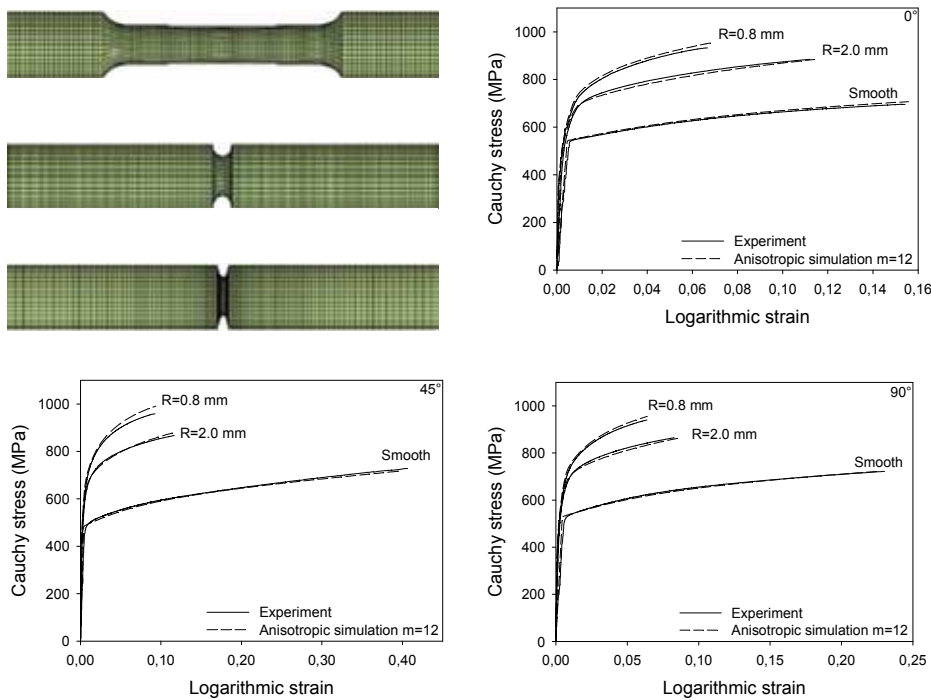 0°
R=0.8 mm
R=2.0 mm
Smooth
Experiment
Anisotropic simulation m=12
Cauchy stress (MPa)
1000
800
600
400
200
0
0,00 0,02 0,04 0,06 0,08 0,10 0,12 0,14 0,16
Logarithmic strain
45°
R=0.8 mm
R=2.0 mm
Smooth
Experiment
Anisotropic simulation m=12
Cauchy stress (MPa)
1000
800
600
400
200
0
0,00 0,10 0,20 0,30 0,40
Logarithmic strain
90°
R=0.8 mm
R=2.0 mm
Smooth
Experiment
Anisotropic simulation m=12
Cauchy stress (MPa)
1000
800
600
400
200
0
0,00 0,05 0,10 0,15 0,20 0,25
Logarithmic strain